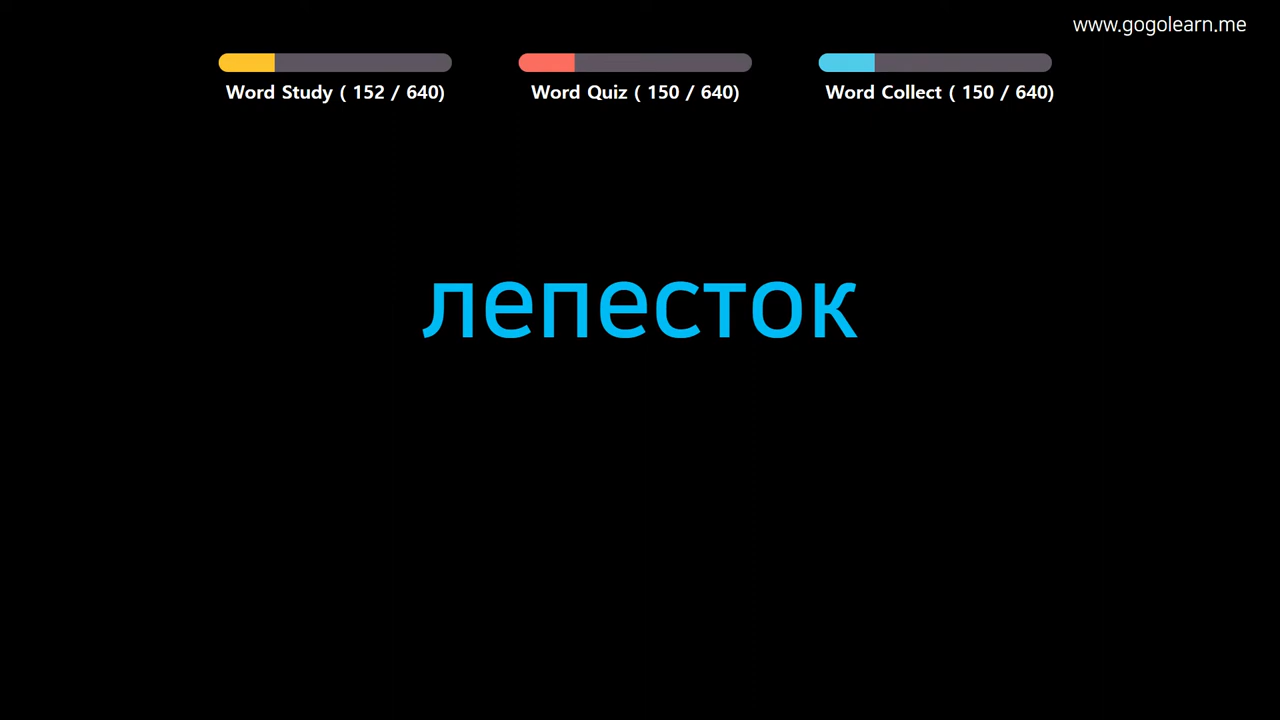 www.gogolearn.me
Word Study ( 152 / 640)
Word Quiz ( 150 / 640)
Word Collect ( 150 / 640)
лепесток